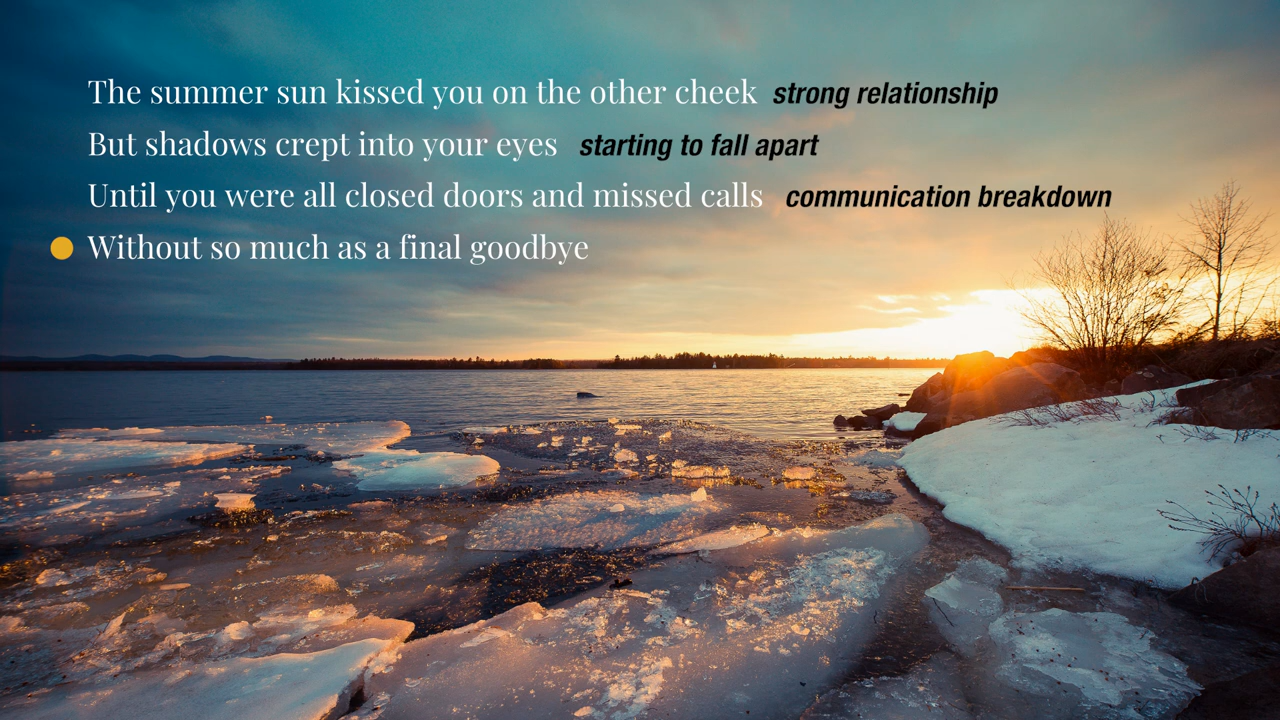 The summer sun kissed you on the other cheek strong relationship
But shadows crept into your eyes starting to fall apart
Until you were all closed doors and missed calls communication breakdown
Without so much as a final goodbye